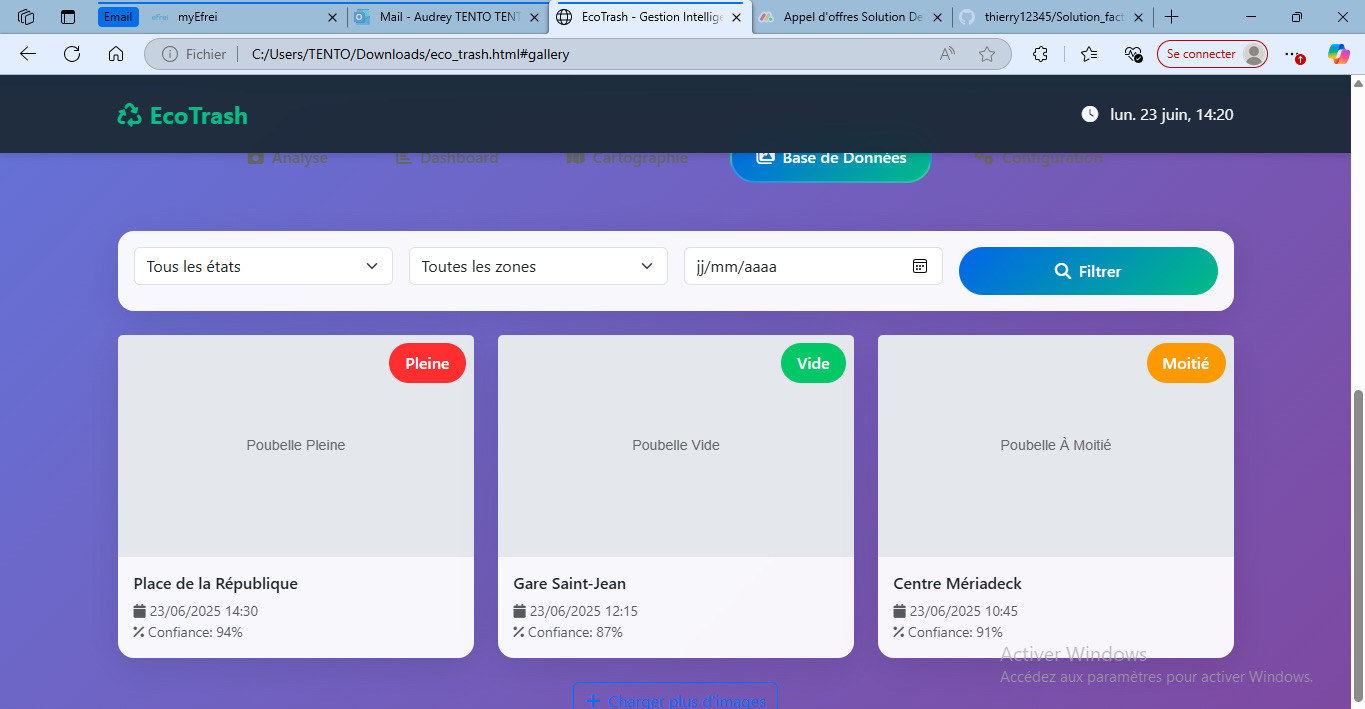 Email
myEfrei
Mail - Audrey TENTO TENT
EcoTrash - Gestion Intellige
Appel d'offres Solution De
thierry12345/Solution_fact
Fichier
C:/Users/TENTO/Downloads/eco_trash.html#gallery
Se connecter
EcoTrash
lun. 23 juin, 14:20
Analyse
Dashboard
Cartographie
Base de Données
Configuration
Tous les états
Toutes les zones
jj/mm/aaaa
Filtrer
Pleine
Poubelle Pleine
Place de la République
23/06/2025 14:30
Confiance: 94%
Vide
Poubelle Vide
Gare Saint-Jean
23/06/2025 12:15
Confiance: 87%
Moitié
Poubelle À Moitié
Centre Mériadeck
23/06/2025 10:45
Confiance: 91%
Activer Windows
Accédez aux paramètres pour activer Windows.
Charger plus d'images